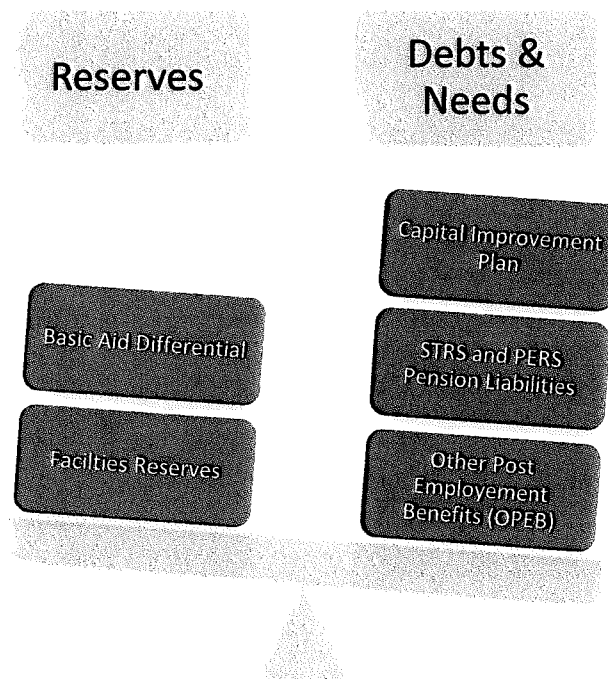 Reserves
Debts &
Needs
Basic Aid Differential
Facilties Reserves
Capital Improvement
Plan
STRS and PERS
Pension Liabilities
Other Post
Employement
Benefits (OPEB)